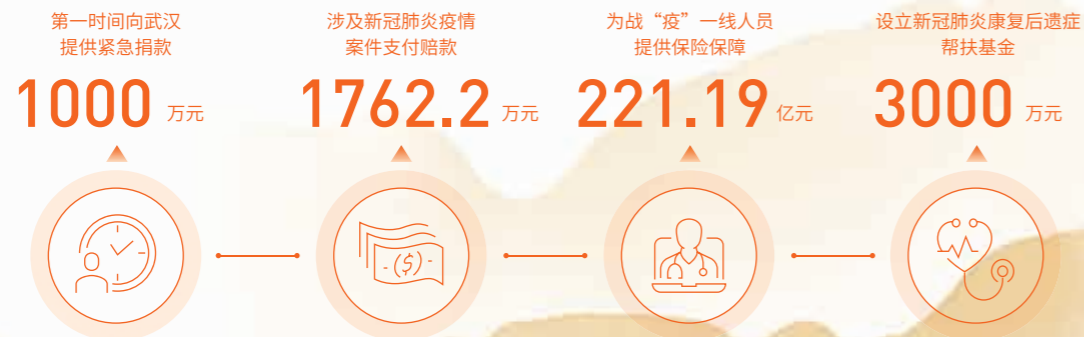 第一时间向武汉
提供紧急捐款
1000 万元
涉及新冠肺炎疫情
案件支付赔款
1762.2 万元
为战“疫”一线人员
提供保险保障
221.19 亿元
设立新冠肺炎康复后遗症
帮扶基金
3000 万元
($)